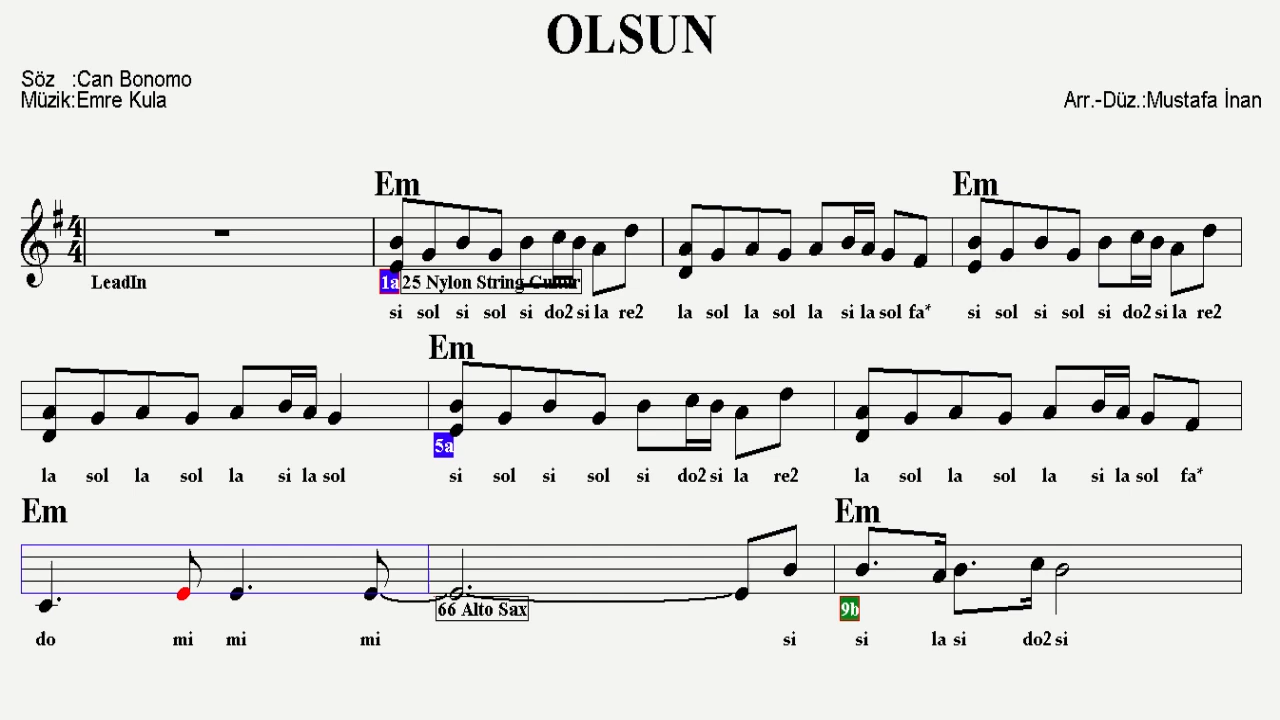 OLSUN
Söz :Can Bonomo
Müzik:Emre Kula
Arr.-Düz.:Mustafa İnan
Em Em
4
4
LeadIn 1a 25 Nylon String Guitar
si sol si sol si do2 si la re2 la sol la sol la si la sol fa* si sol si sol si do2 si la re2
Em
5a
la sol la sol la si la sol si sol si sol si do2 si la re2 la sol la sol la si la sol fa*
Em Em
66 Alto Sax 9b
do mi mi mi si si la si do2 si